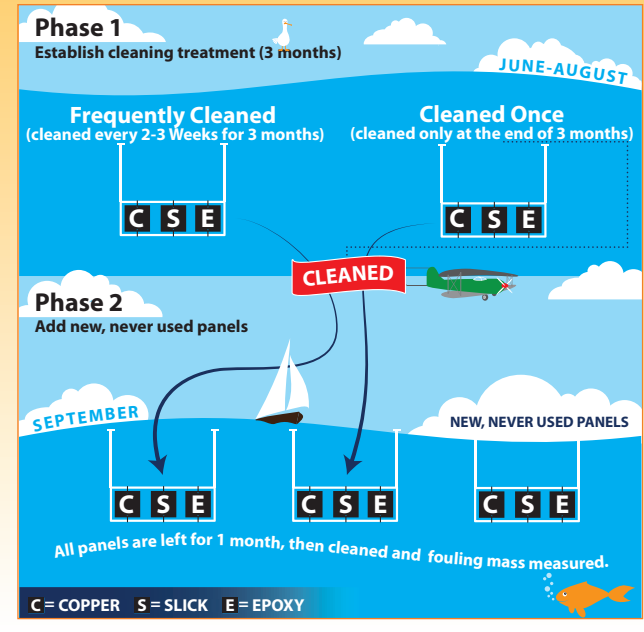 Phase 1
Establish cleaning treatment (3 months)
JUNE-AUGUST
Frequently Cleaned
(cleaned every 2-3 Weeks for 3 months)
Cleaned Once
(cleaned only at the end of 3 months)
C S E
C S E
CLEANED
Phase 2
Add new, never used panels
SEPTEMBER
NEW, NEVER USED PANELS
C S E
C S E
C S E
All panels are left for 1 month, then cleaned and fouling mass measured.
C = COPPER S = SLICK E = EPOXY